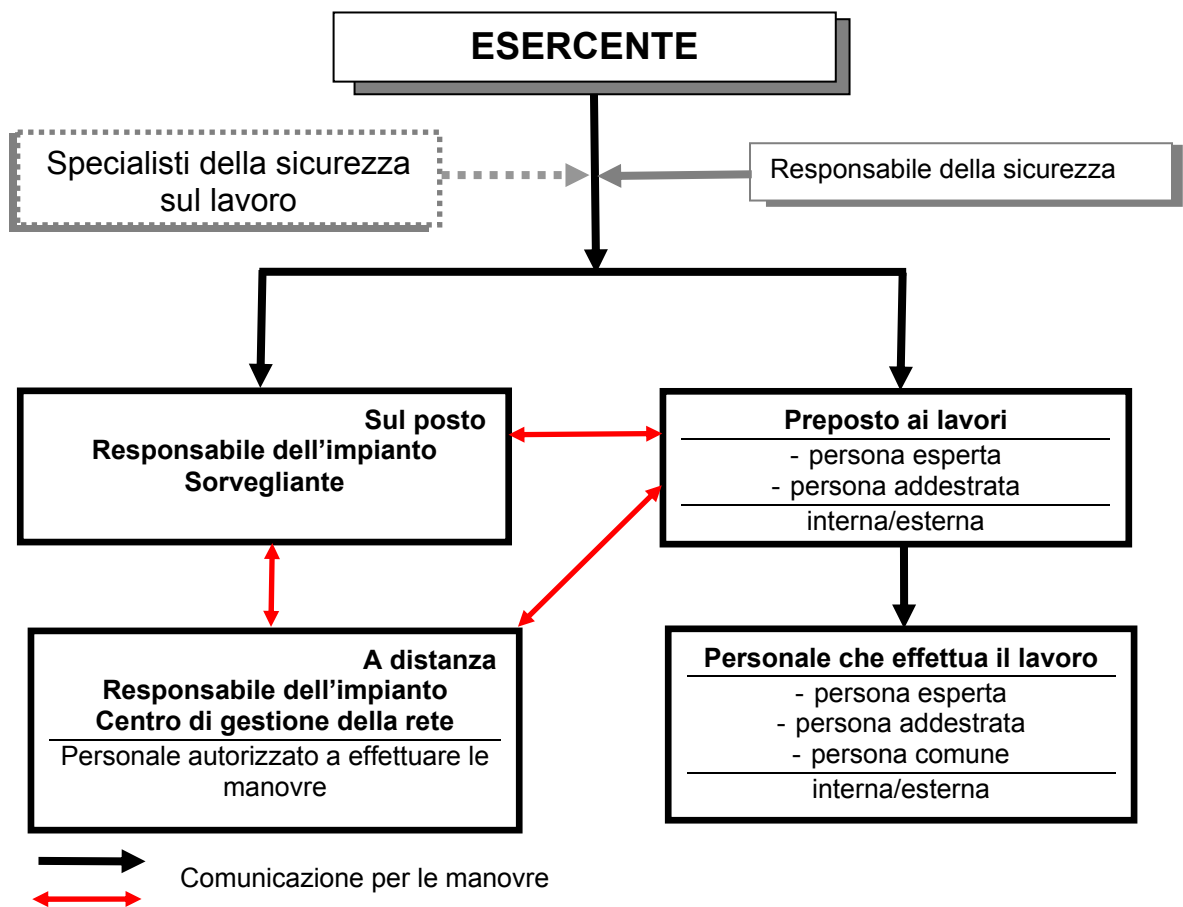 ESERCENTE
Specialisti della sicurezza
sul lavoro
Responsabile della sicurezza
Sul posto
Responsabile dell'impianto
Sorvegliante
Preposto ai lavori
- persona esperta
- persona addestrata
interna/esterna
A distanza
Responsabile dell'impianto
Centro di gestione della rete
Personale autorizzato a effettuare le
manovre
Personale che effettua il lavoro
- persona esperta
- persona addestrata
- persona comune
interna/esterna
Comunicazione per le manovre